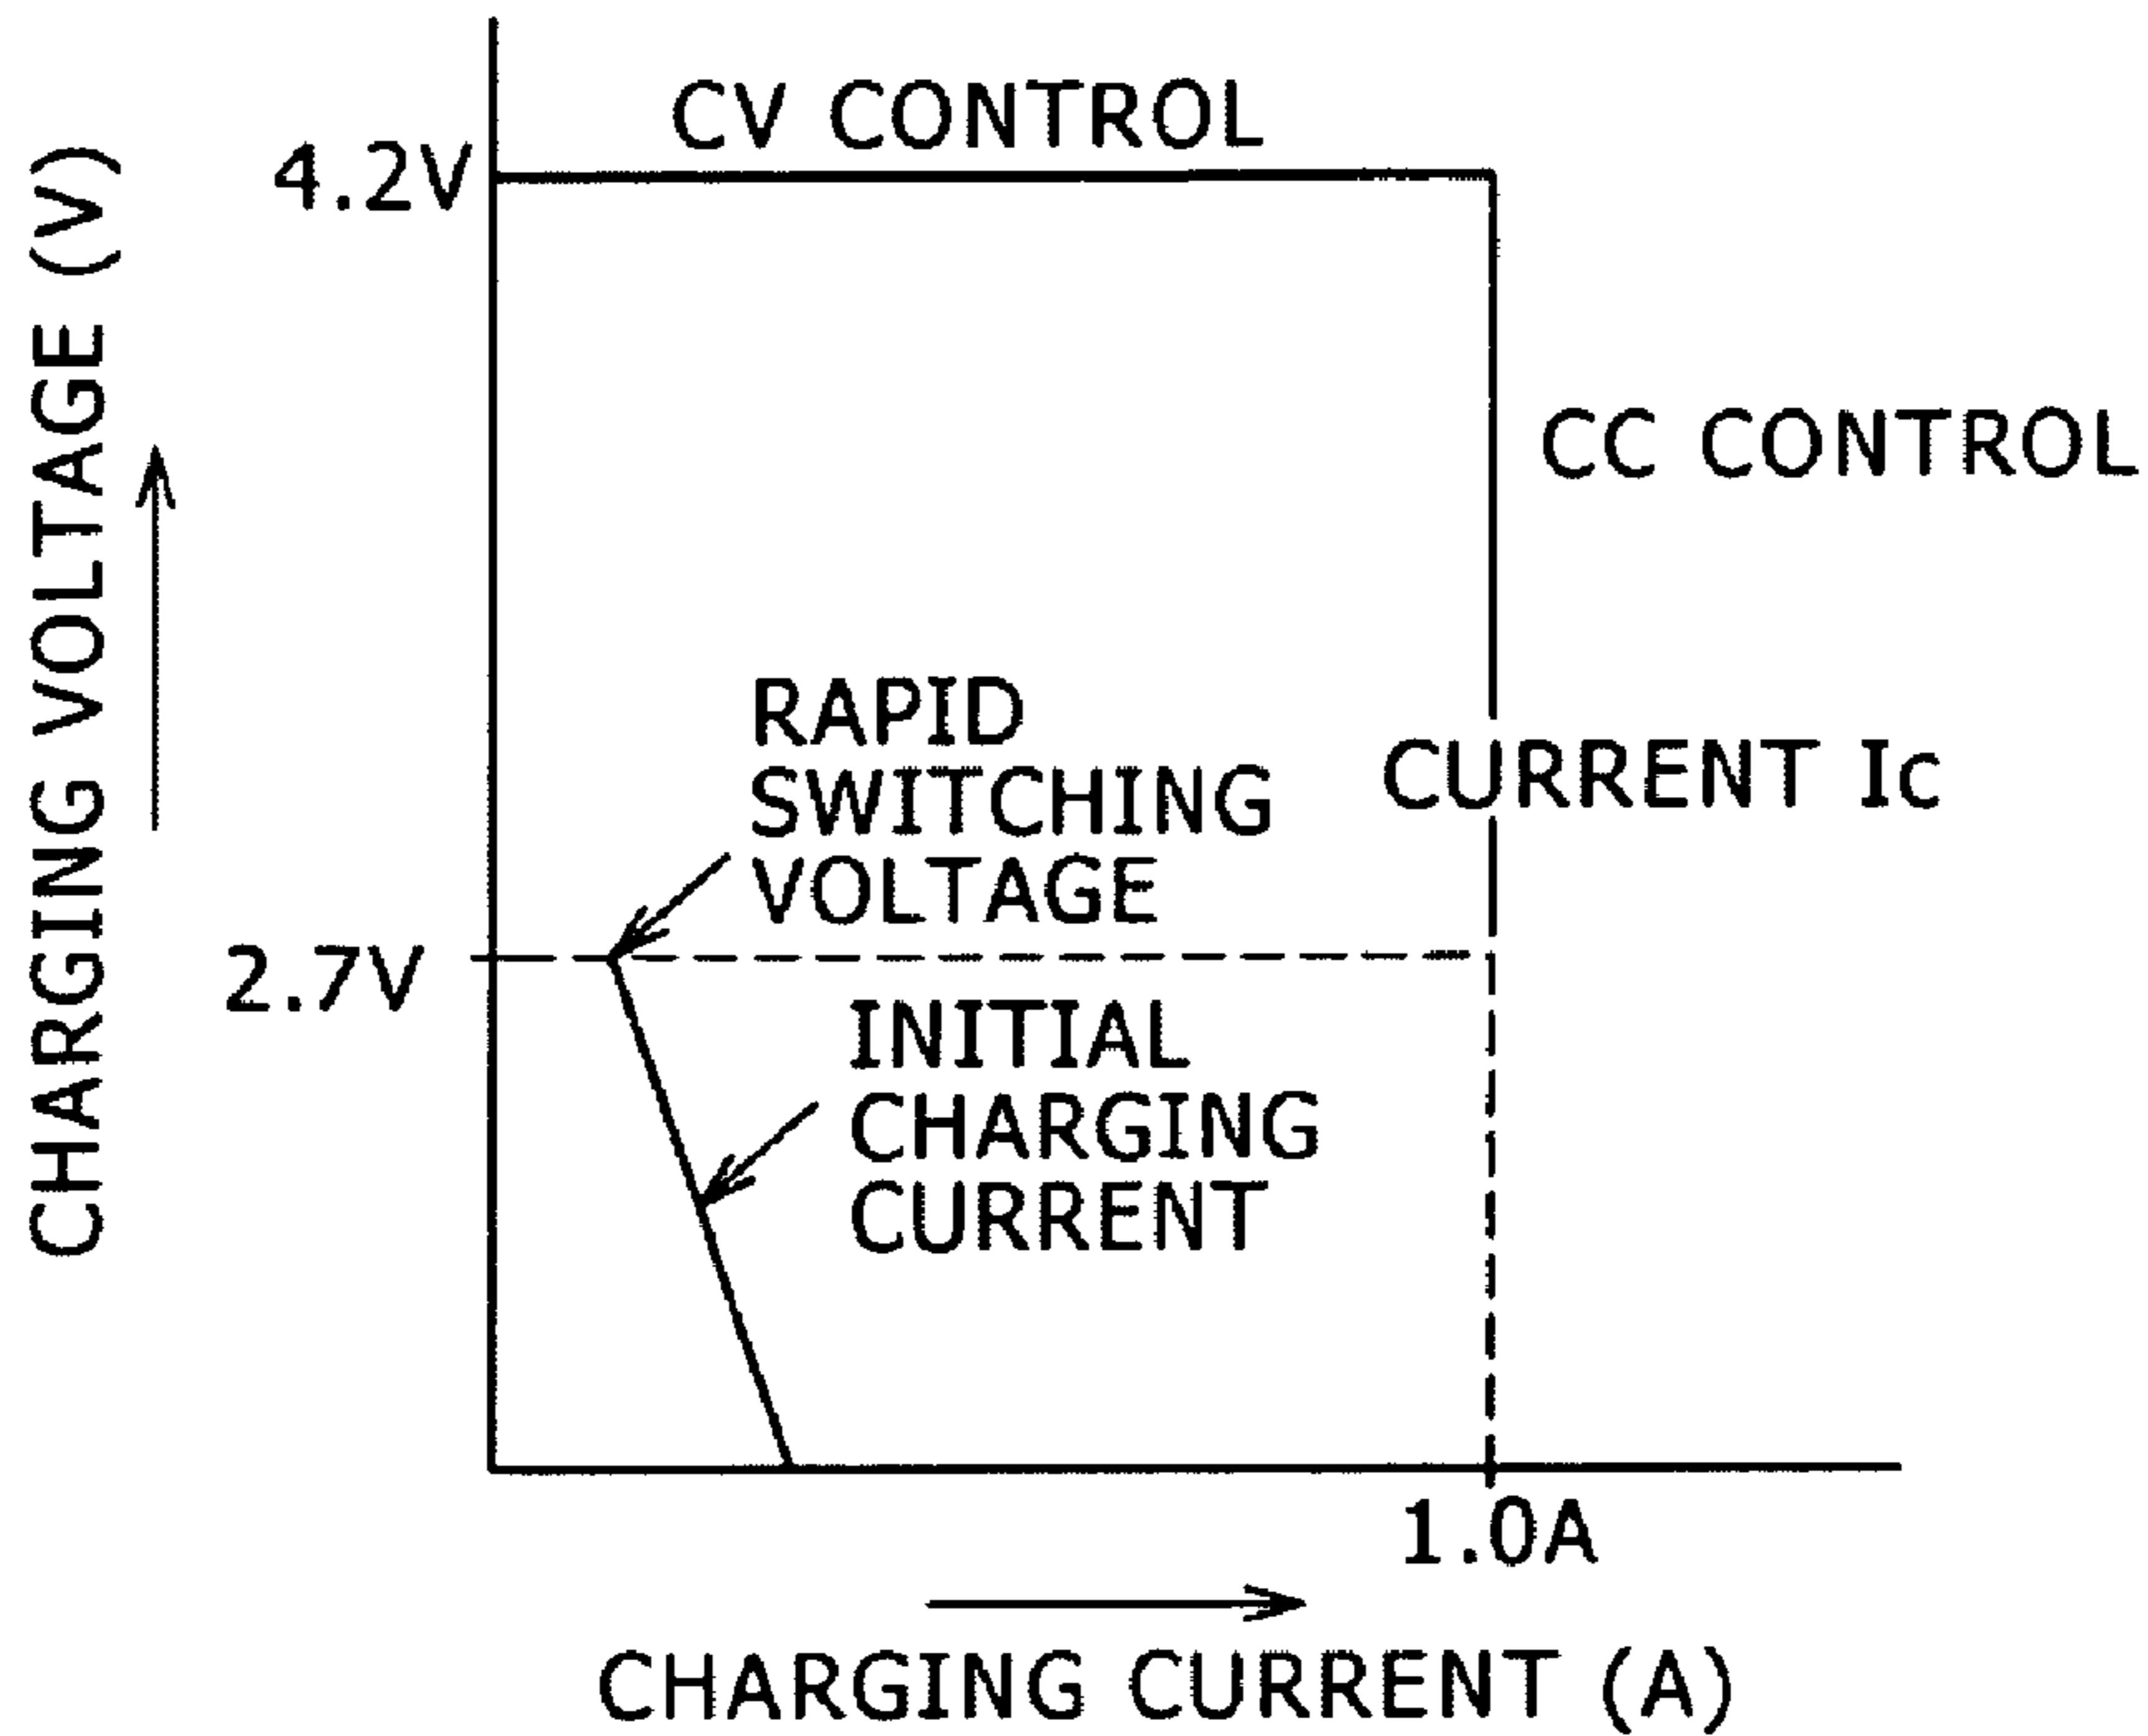 CV CONTROL
4.2V
CHARGING VOLTAGE (V)
CC CONTROL
RAPID
SWITCHING
VOLTAGE
CURRENT Ic
2.7V
INITIAL
CHARGING
CURRENT
1.0A
CHARGING CURRENT (A)